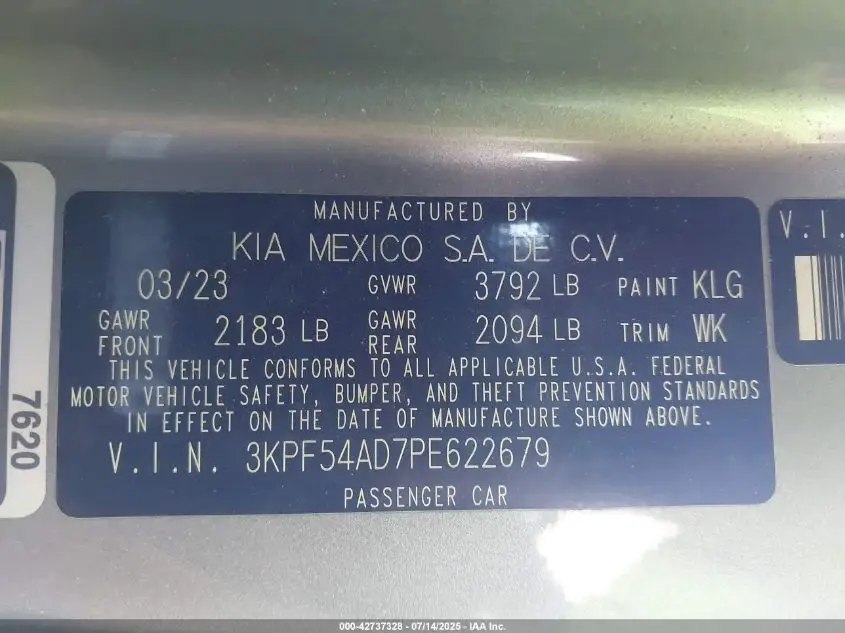 MANUFACTURED BY
KIA MEXICO S.A. DE C.V.
03/23 GVWR 3792 LB PAINT KLG
GAWR FRONT 2183 LB GAWR REAR 2094 LB TRIM WK
THIS VEHICLE CONFORMS TO ALL APPLICABLE U.S.A. FEDERAL
MOTOR VEHICLE SAFETY, BUMPER, AND THEFT PREVENTION STANDARDS
IN EFFECT ON THE DATE OF MANUFACTURE SHOWN ABOVE.
V.I.N. 3KPF54AD7PE622679
PASSENGER CAR
7620
V.I.
000-42737328 - 07/14/2025 - IAA Inc.